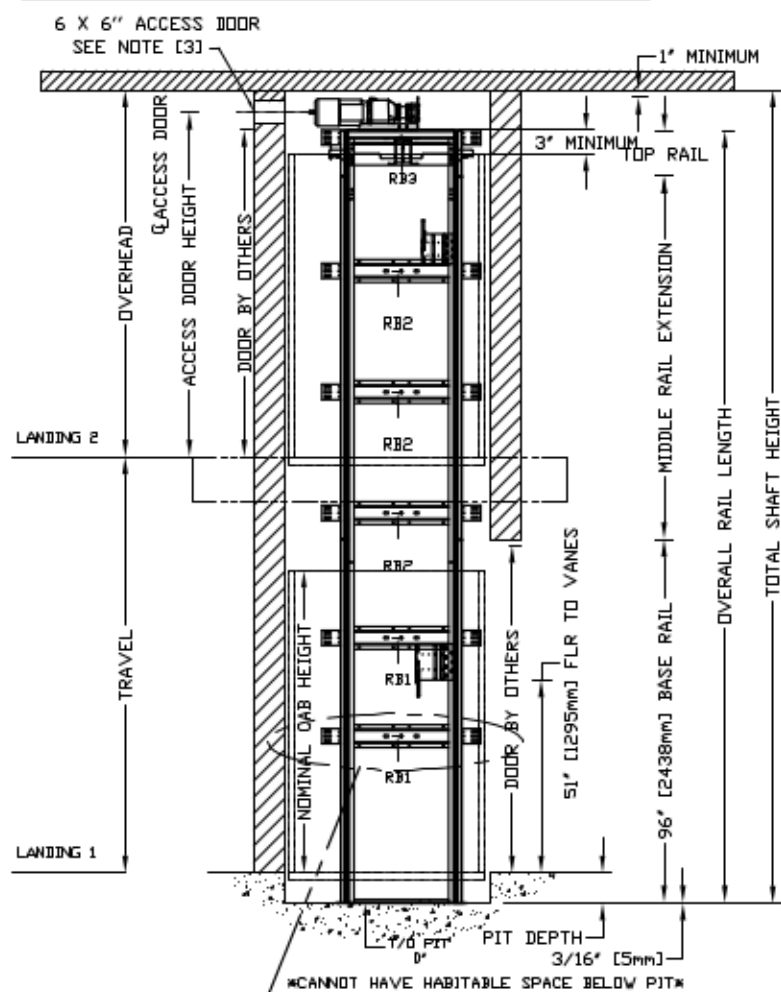 6 X 6" ACCESS DOOR
SEE NOTE [3]
1" MINIMUM
3" MINIMUM
TOP RAIL
RB3
OVERHEAD
℄ACCESS DOOR
ACCESS DOOR HEIGHT
DOOR BY OTHERS
RB2
RB2
RB2
MIDDLE RAIL EXTENSION
OVERALL RAIL LENGTH
TOTAL SHAFT HEIGHT
LANDING 2
TRAVEL
NOMINAL CAB HEIGHT
RB1
RB1
DOOR BY OTHERS
51" [1295mm] FLR TO VANES
96" [2438mm] BASE RAIL
LANDING 1
T/O PIT
0"
PIT DEPTH
3/16" [5mm]
*CANNOT HAVE HABITABLE SPACE BELOW PIT*